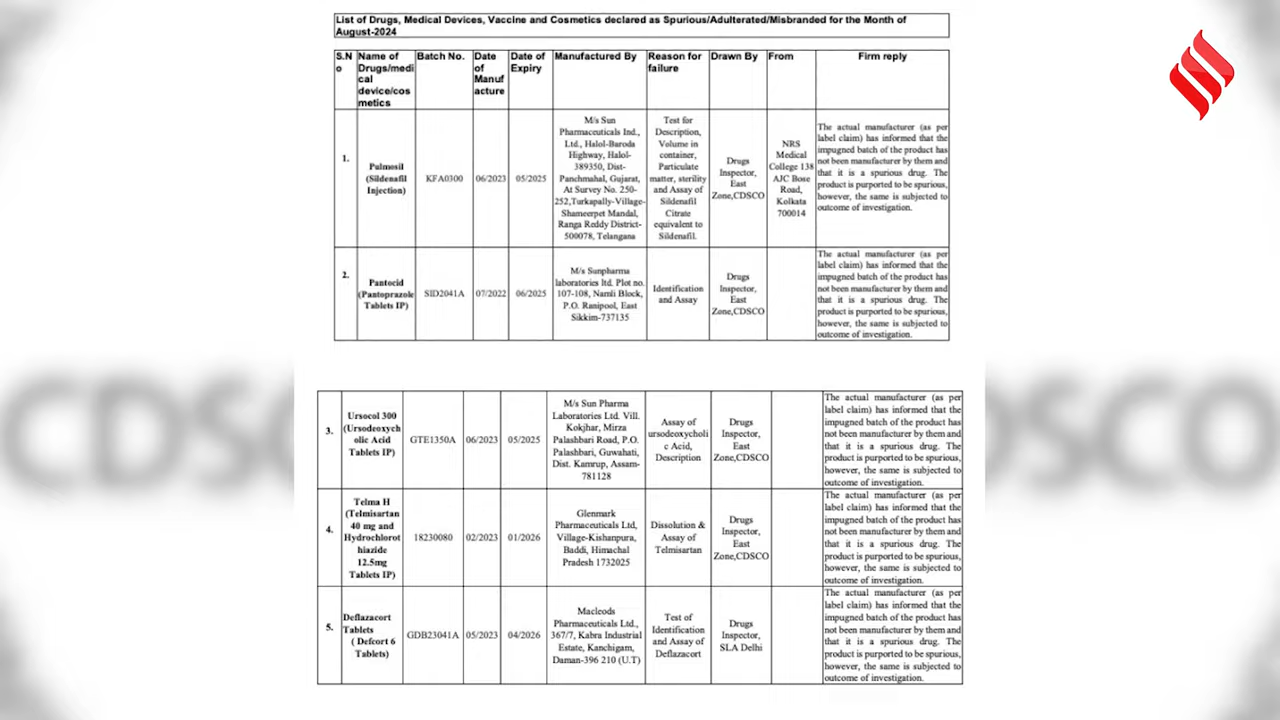 List of Drugs, Medical Devices, Vaccine and Cosmetics declared as Spurious/Adulterated/Misbranded for the Month of
August-2024
S.N
o
Name of
Drugs/medi
cal
device/cos
metics
Batch No.
Date
of
Manuf
acture
Date of
Expiry
Manufactured By
Reason for
failure
Drawn By
From
Firm reply
1.
Pulmosil
(Sildenafil
Injection)
KFA0300
06/2023
05/2025
M/s Sun
Pharmaceuticals Ind.,
Ltd., Halol-Baroda
Highway, Halol-
389350, Dist-
Panchmahal, Gujarat,
At Survey No. 250-
252,Turkapally-Village-
Shameerpet Mandal,
Ranga Reddy District-
500078, Telangana
Test for
Description,
Volume in
container,
Particulate
matter, sterility
and Assay of
Sildenafil
Citrate
equivalent to
Sildenafil.
Drugs
Inspector,
East
Zone,CDSCO
NRS
Medical
College 138
AJC Bose
Road,
Kolkata
700014
The actual manufacturer (as per
label claim) has informed that the
impugned batch of the product has
not been manufacturer by them and
that it is a spurious drug. The
product is purported to be spurious,
however, the same is subjected to
outcome of investigation.
2.
Pantocid
(Pantoprazole
Tablets IP)
SID2041A
07/2022
06/2025
M/s Sunpharma
laboratories ltd. Plot no.
107-108, Namli Block,
P.O. Ranipool, East
Sikkim-737135
Identification
and Assay
Drugs
Inspector,
East
Zone,CDSCO
The actual manufacturer (as per
label claim) has informed that the
impugned batch of the product has
not been manufacturer by them and
that it is a spurious drug. The
product is purported to be spurious,
however, the same is subjected to
outcome of investigation.
3.
Ursocol 300
(Ursodeoxych
olic Acid
Tablets IP)
GTE1350A
06/2023
05/2025
M/s Sun Pharma
Laboratories Ltd. Vill.
Kokjhar, Mirza
Palashbari Road, P.O.
Palashbari, Guwahati,
Dist. Kamrup, Assam-
781128
Assay of
ursodeoxycholi
c Acid,
Description
Drugs
Inspector,
East
Zone,CDSCO
The actual manufacturer (as per
label claim) has informed that the
impugned batch of the product has
not been manufactured by them and
that it is a spurious drug. The
product is purported to be spurious,
however, the same is subjected to
outcome of investigation.
4.
Telma H
(Telmisartan
40 mg and
Hydrochlorot
hiazide
12.5mg
Tablets IP)
18230080
02/2023
01/2026
Glenmark
Pharmaceuticals Ltd,
Village-Kishanpura,
Baddi, Himachal
Pradesh 1732025
Dissolution &
Assay of
Telmisartan
Drugs
Inspector,
East
Zone,CDSCO
The actual manufacturer (as per
label claim) has informed that the
impugned batch of the product has
not been manufactured by them and
that it is a spurious drug. The
product is purported to be spurious,
however, the same is subjected to
outcome of investigation.
5.
Deflazacort
Tablets
( Defcort 6
Tablets)
GDB23041A
05/2023
04/2026
Macleods
Pharmaceuticals Ltd.,
367/7, Kabra Industrial
Estate, Kanchigam,
Daman-396 210 (U.T)
Test of
Identification
and Assay of
Deflazacort
Drugs
Inspector,
SLA Delhi
The actual manufacturer (as per
label claim) has informed that the
impugned batch of the product has
not been manufactured by them and
that it is a spurious drug. The
product is purported to be spurious,
however, the same is subjected to
outcome of investigation.
CDSCO